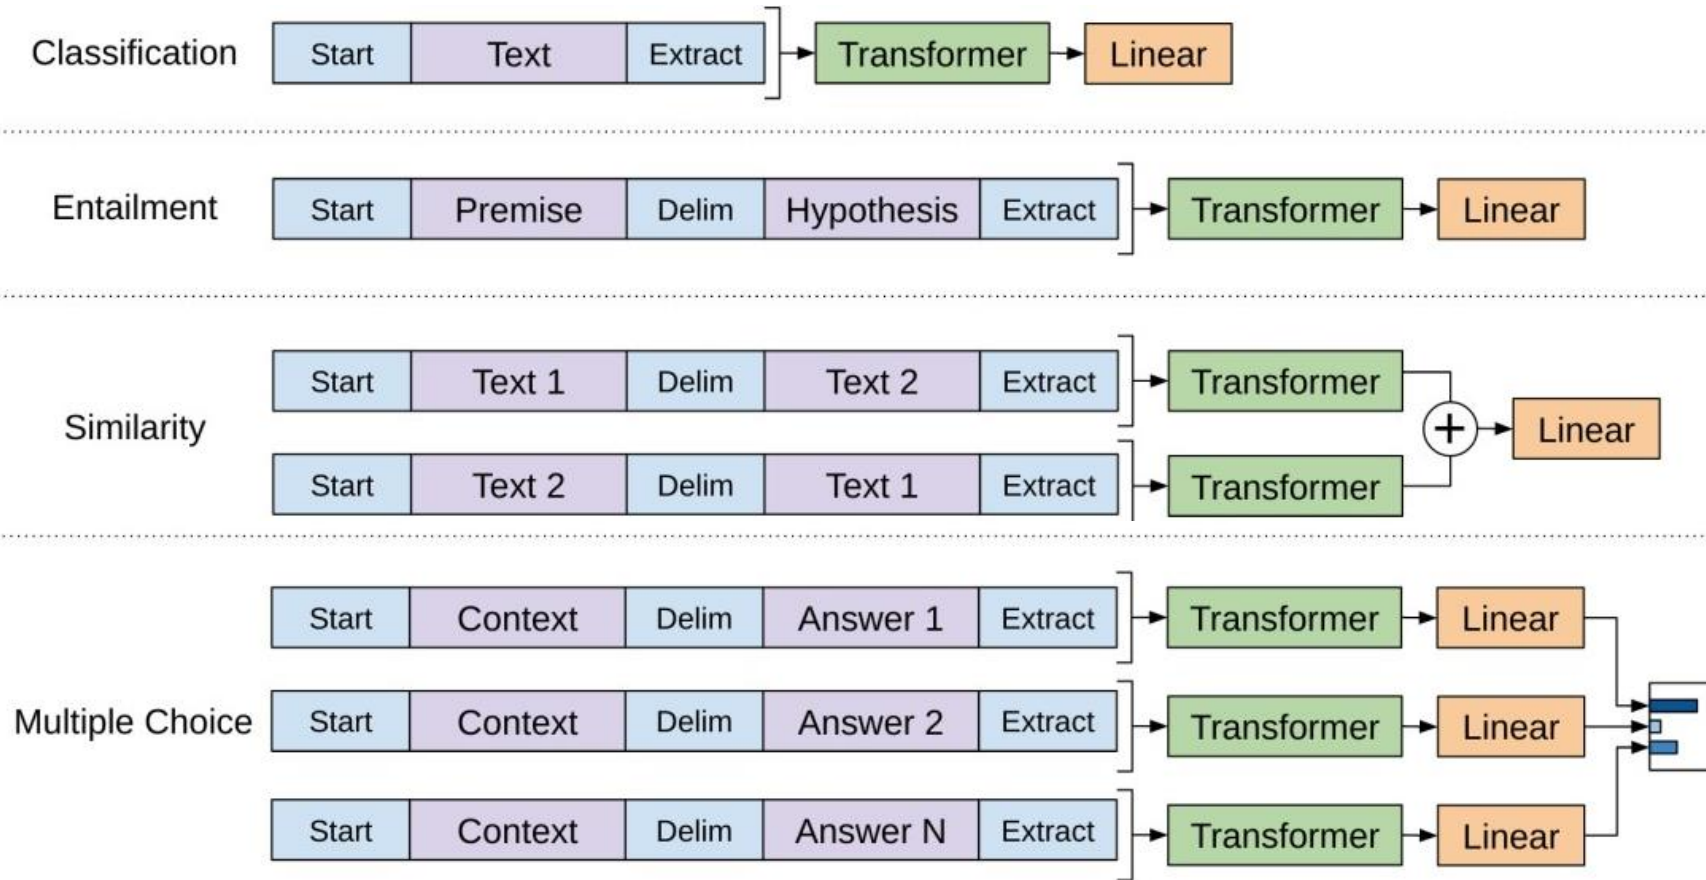 Classification Start Text Extract Transformer Linear
Entailment Start Premise Delim Hypothesis Extract Transformer Linear
Start Text 1 Delim Text 2 Extract Transformer
Similarity + Linear
Start Text 2 Delim Text 1 Extract Transformer
Start Context Delim Answer 1 Extract Transformer Linear
Multiple Choice Start Context Delim Answer 2 Extract Transformer Linear
Start Context Delim Answer N Extract Transformer Linear